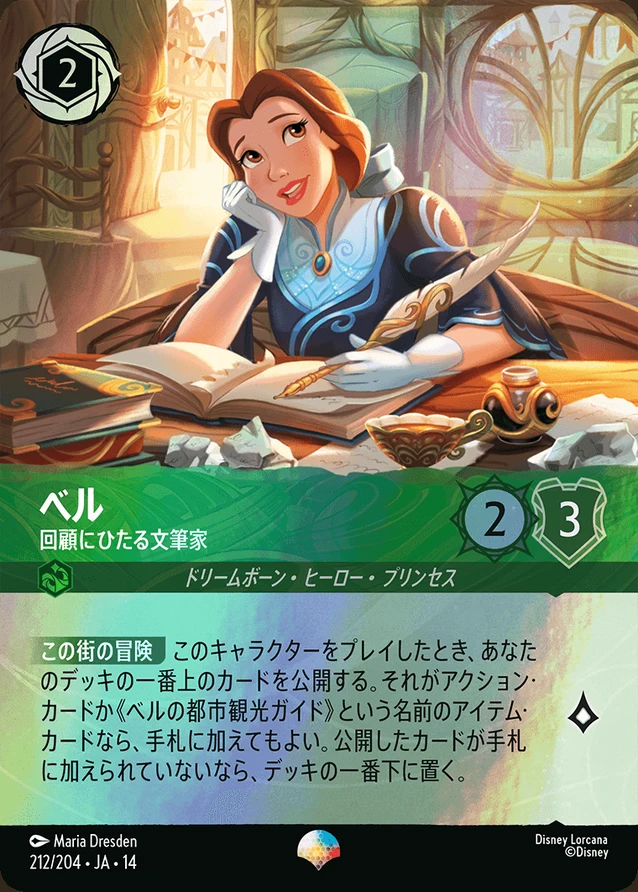 2
ベル
回顧にひたる文筆家
2
3
ドリームボーン・ヒーロー・プリンセス
この街の冒険 このキャラクターをプレイしたとき、あなた
のデッキの一番上のカードを公開する。それがアクション・
カードか《ベルの都市観光ガイド》という名前のアイテム・
カードなら、手札に加えてもよい。公開したカードが手札
に加えられていないなら、デッキの一番下に置く。
Maria Dresden
212/204・JA・14
Disney Lorcana
©Disney